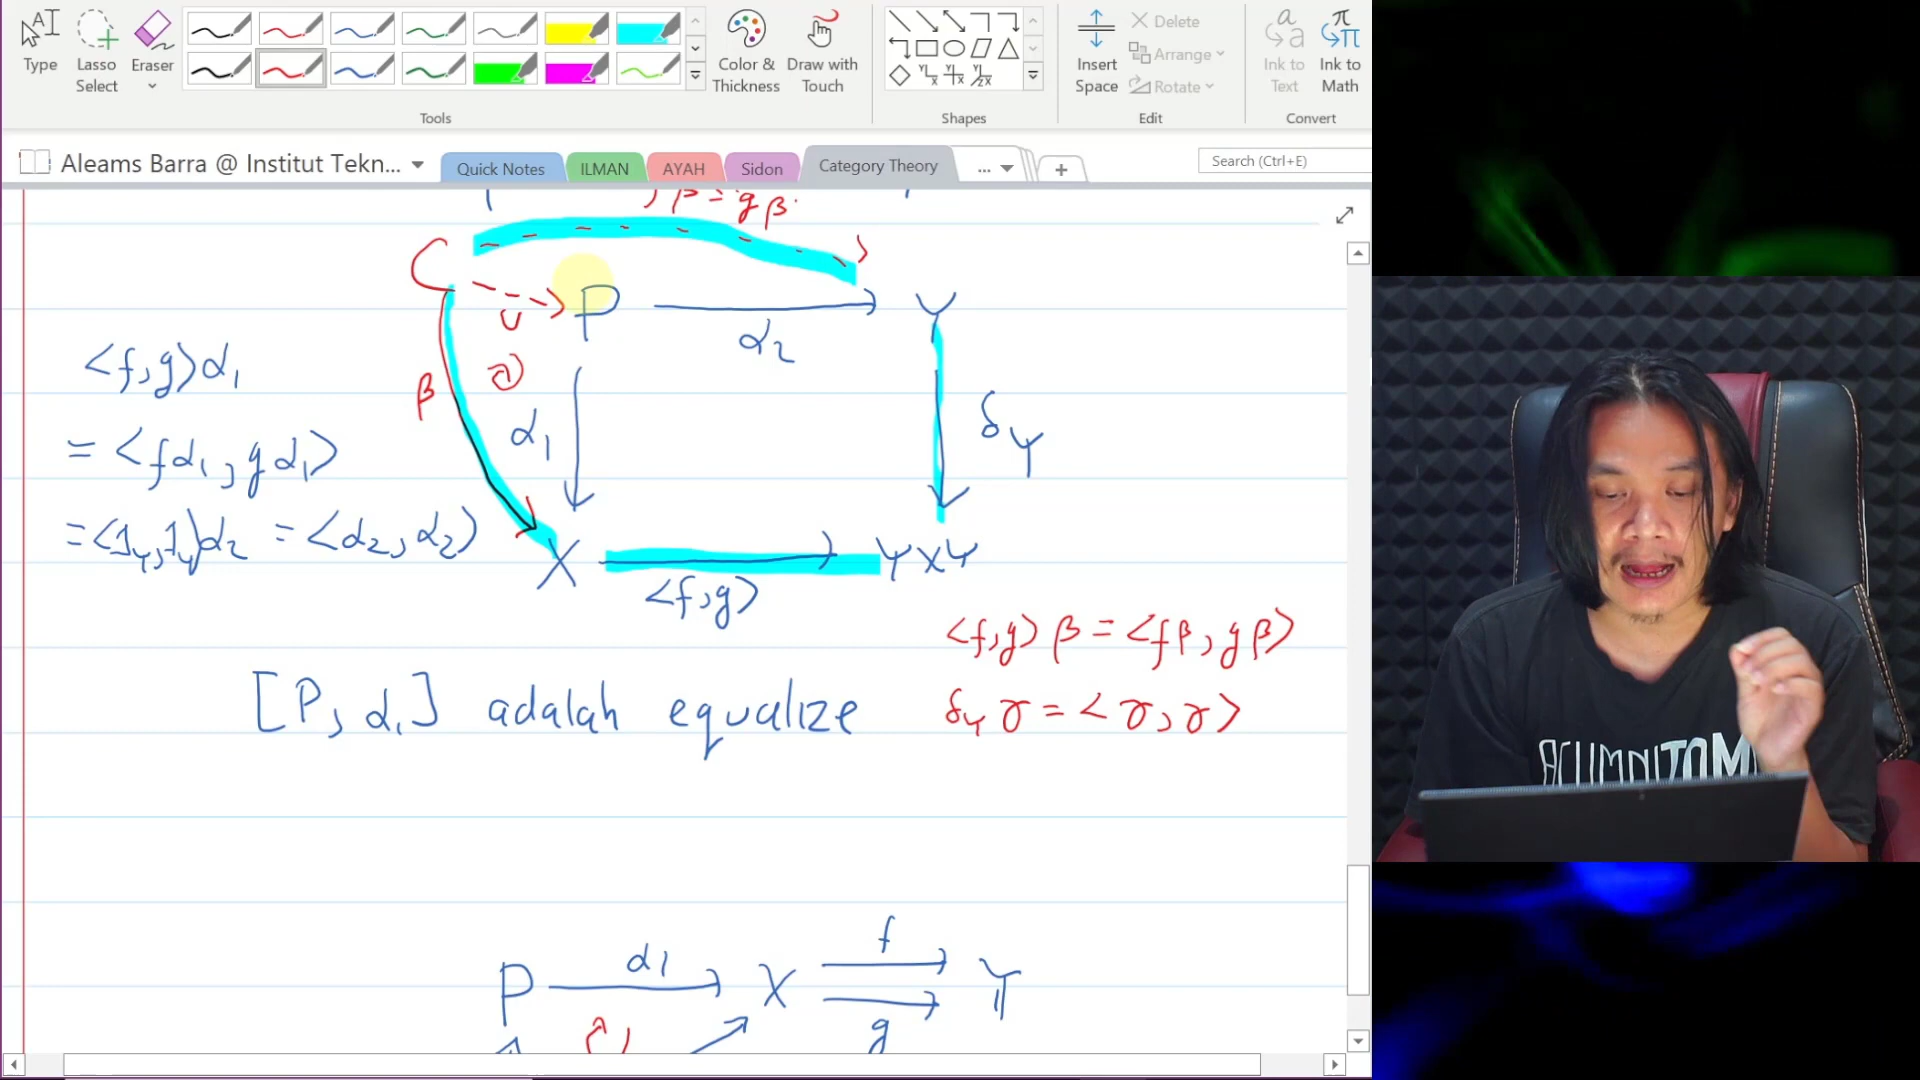 Type
Lasso Select
Eraser
Color & Thickness
Draw with Touch
Insert Space
Delete
Arrange
Rotate
Ink to Text
Ink to Math
Tools
Shapes
Edit
Convert
Aleams Barra @ Institut Tekn...
Quick Notes
ILMAN
AYAH
Sidon
Category Theory
...
Search (Ctrl+E)
β = gβ
C
υ
P
α₂
Y
<f,g>α₁
= <fα₁, gα₁>
=<1Y,1Y>α₂ = <α₂, α₂>
β
α₁
δY
X
<f,g>
Y×Y
<f,g>β = <fβ, gβ>
δY γ = <γ, γ>
[P, α₁] adalah equalize
P
α₁
X
f
g
Y
ACUMNITOM